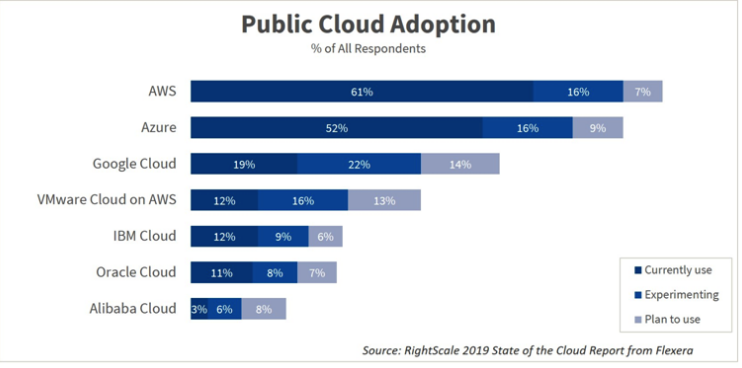 Public Cloud Adoption
% of All Respondents
AWS 61% 16% 7%
Azure 52% 16% 9%
Google Cloud 19% 22% 14%
VMware Cloud on AWS 12% 16% 13%
IBM Cloud 12% 9% 6%
Oracle Cloud 11% 8% 7%
Alibaba Cloud 3% 6% 8%
Currently use
Experimenting
Plan to use
Source: RightScale 2019 State of the Cloud Report from Flexera